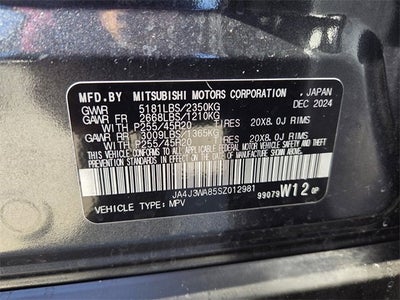 MFD.BY MITSUBISHI MOTORS CORPORATION , JAPAN
GWR 5181LBS/2350KG DEC 2024
GAWR FR 2668LBS/1210KG
WITH P255/45R20 TIRES 20X8.0J RIMS
GAWR RR 3009LBS/1365KG
WITH P255/45R20 TIRES 20X8.0J RIMS
THIS VEHICLE CONFORMS TO ALL APPLICABLE FEDERAL
MOTOR VEHICLE SAFETY, BUMPER, AND THEFT
PREVENTION STANDARDS IN EFFECT ON THE DATE OF
MANUFACTURE SHOWN ABOVE.
JA4J3WA85SZ012981
VEHICLE TYPE: MPV 99079 W12 0P